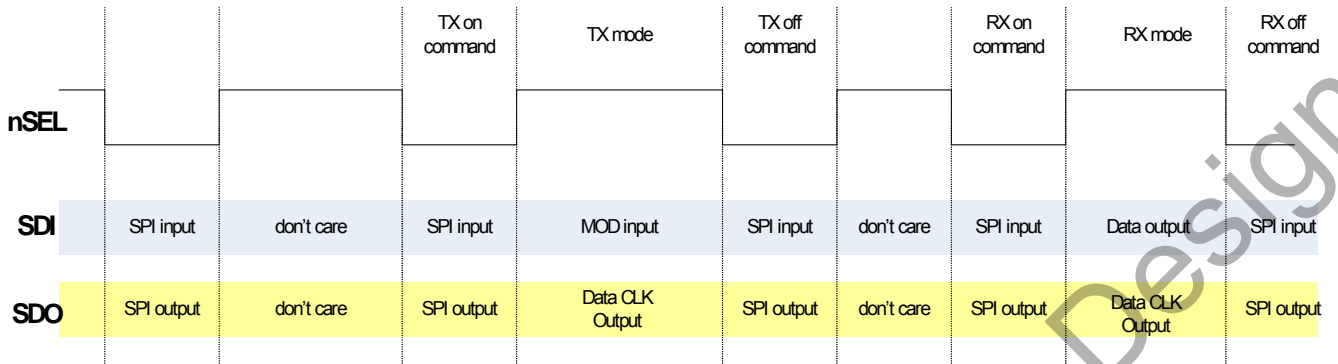 TX on
command
TX mode
TX off
command
RX on
command
RX mode
RX off
command
nSEL
SDI
SPI input
don't care
SPI input
MOD input
SPI input
don't care
SPI input
Data output
SPI input
SDO
SPI output
don't care
SPI output
Data CLK
Output
SPI output
don't care
SPI output
Data CLK
Output
SPI output
Design